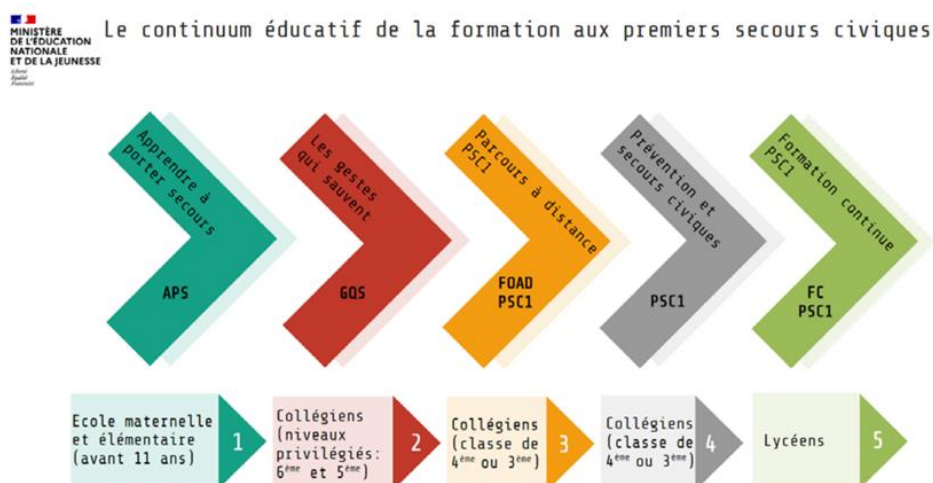 MINISTÈRE
DE L'ÉDUCATION
NATIONALE
ET DE LA JEUNESSE
Liberté
Égalité
Fraternité
Le continuum éducatif de la formation aux premiers secours civiques
Apprendre à
porter secours
APS
Les gestes
qui sauvent
GQS
Parcours à distance
PSC1
FOAD
PSC1
Prévention et
secours civiques
PSC1
Formation continue
PSC1
FC
PSC1
Ecole maternelle
et élémentaire
(avant 11 ans)
1
Collégiens
(niveaux
privilégiés:
6ème et 5ème)
2
Collégiens
(classe de
4ème ou 3ème)
3
Collégiens
(classe de
4ème ou 3ème)
4
Lycéens
5